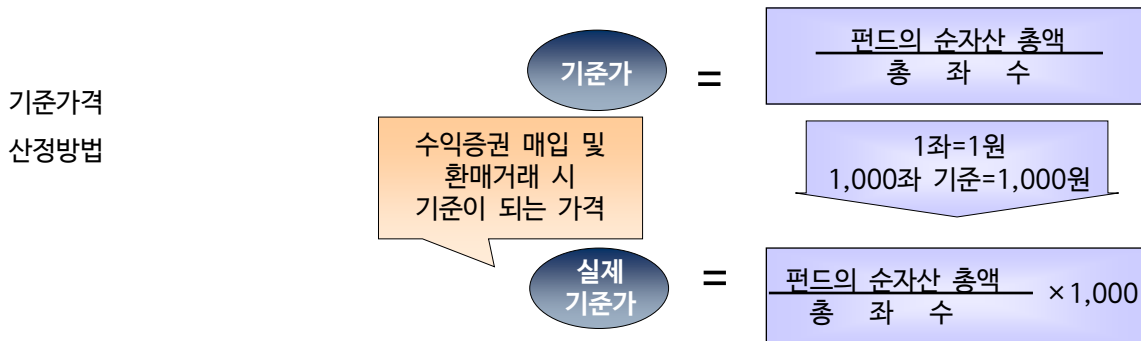 기준가격
산정방법
기준가
=
펀드의 순자산 총액
총 좌 수
수익증권 매입 및
환매거래 시
기준이 되는 가격
1좌=1원
1,000좌 기준=1,000원
실제
기준가
=
펀드의 순자산 총액
총 좌 수
×1,000